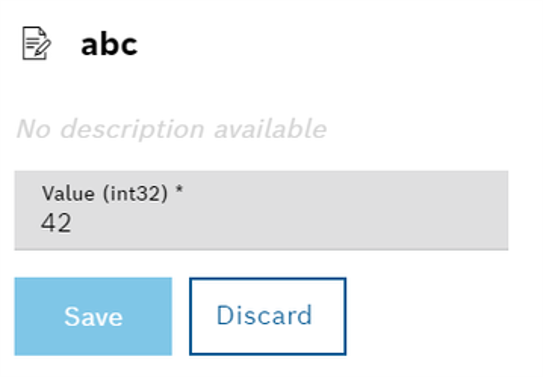 abc
No description available
Value (int32) *
42
Save
Discard